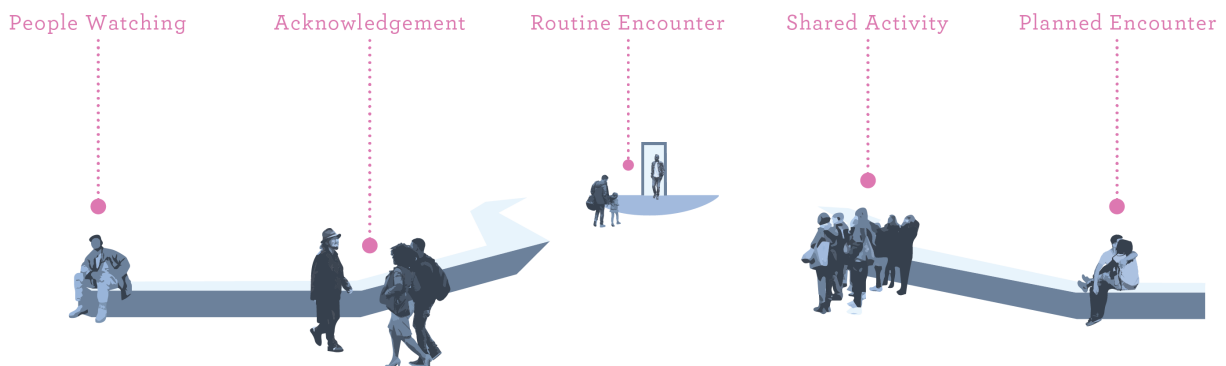 People Watching
Acknowledgement
Routine Encounter
Shared Activity
Planned Encounter